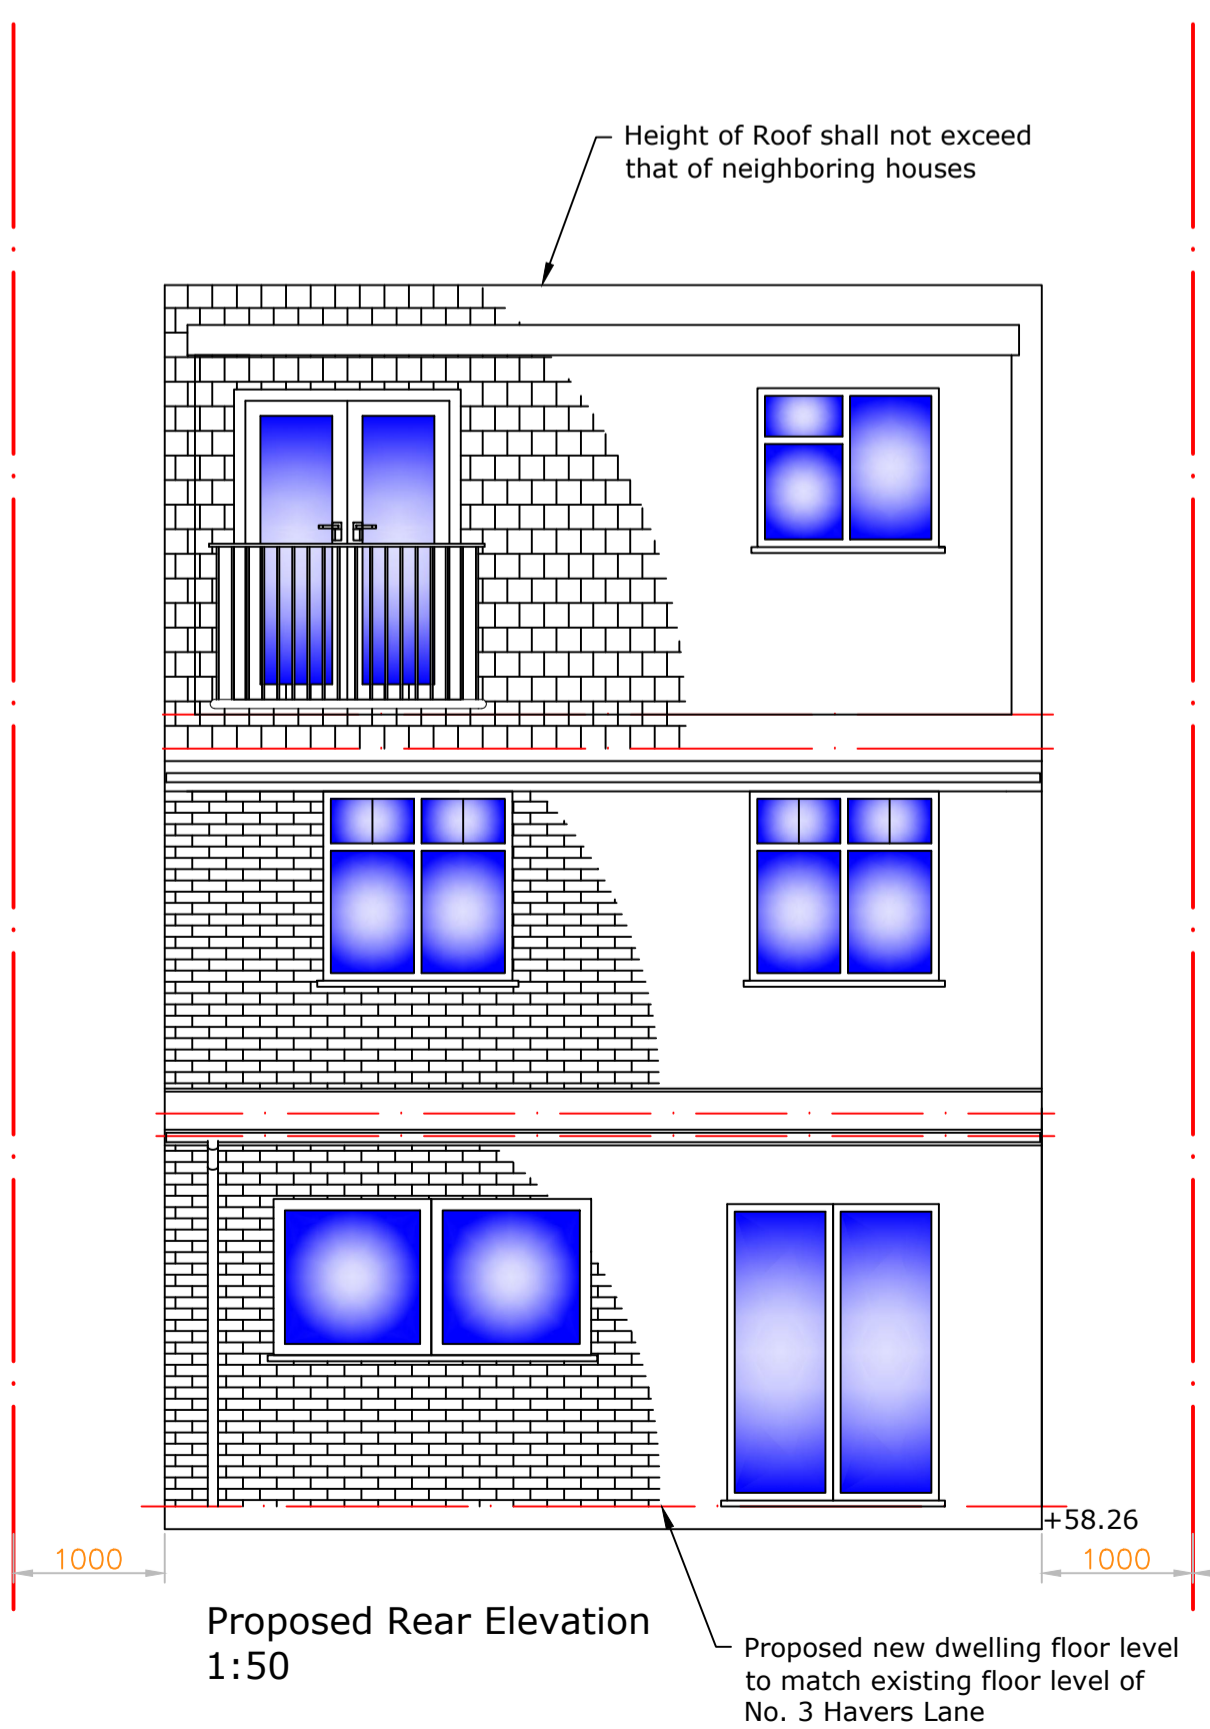 Height of Roof shall not exceed
that of neighboring houses
+58.26
1000
1000
Proposed Rear Elevation
1:50
Proposed new dwelling floor level
to match existing floor level of
No. 3 Havers Lane